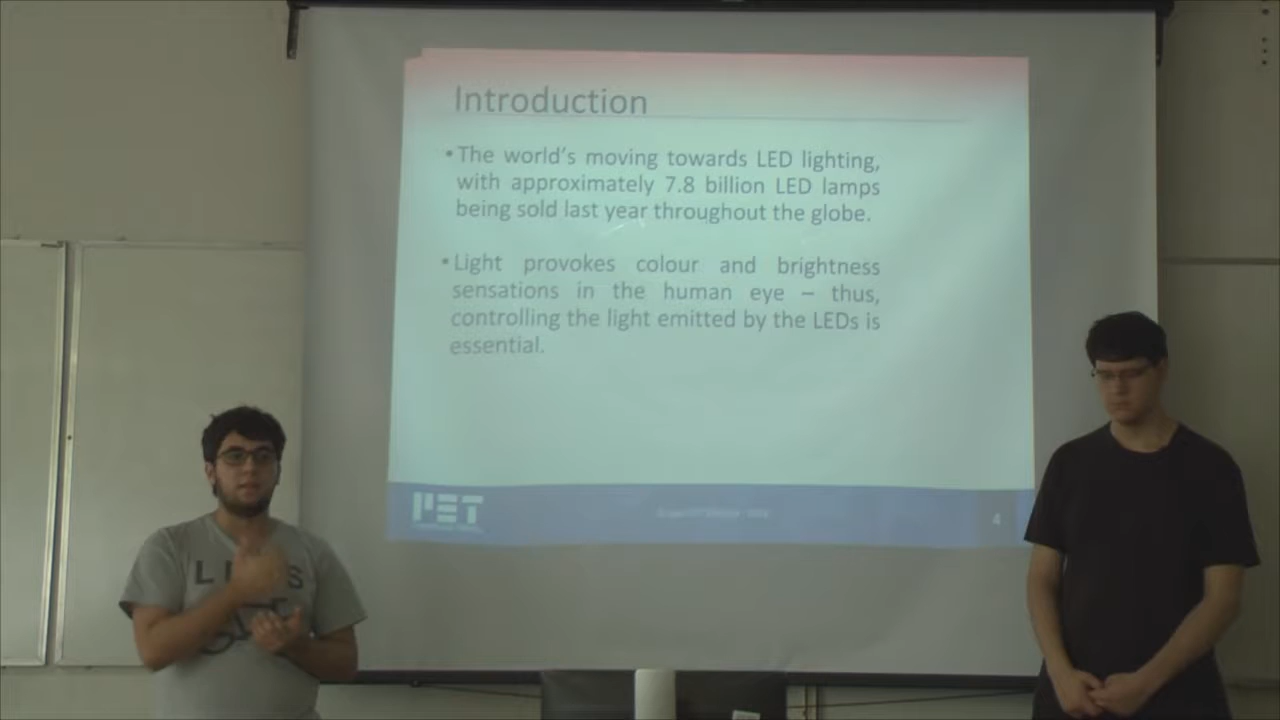 Introduction
•The world's moving towards LED lighting,
with approximately 7.8 billion LED lamps
being sold last year throughout the globe.
•Light provokes colour and brightness
sensations in the human eye – thus,
controlling the light emitted by the LEDs is
essential.
PET
4